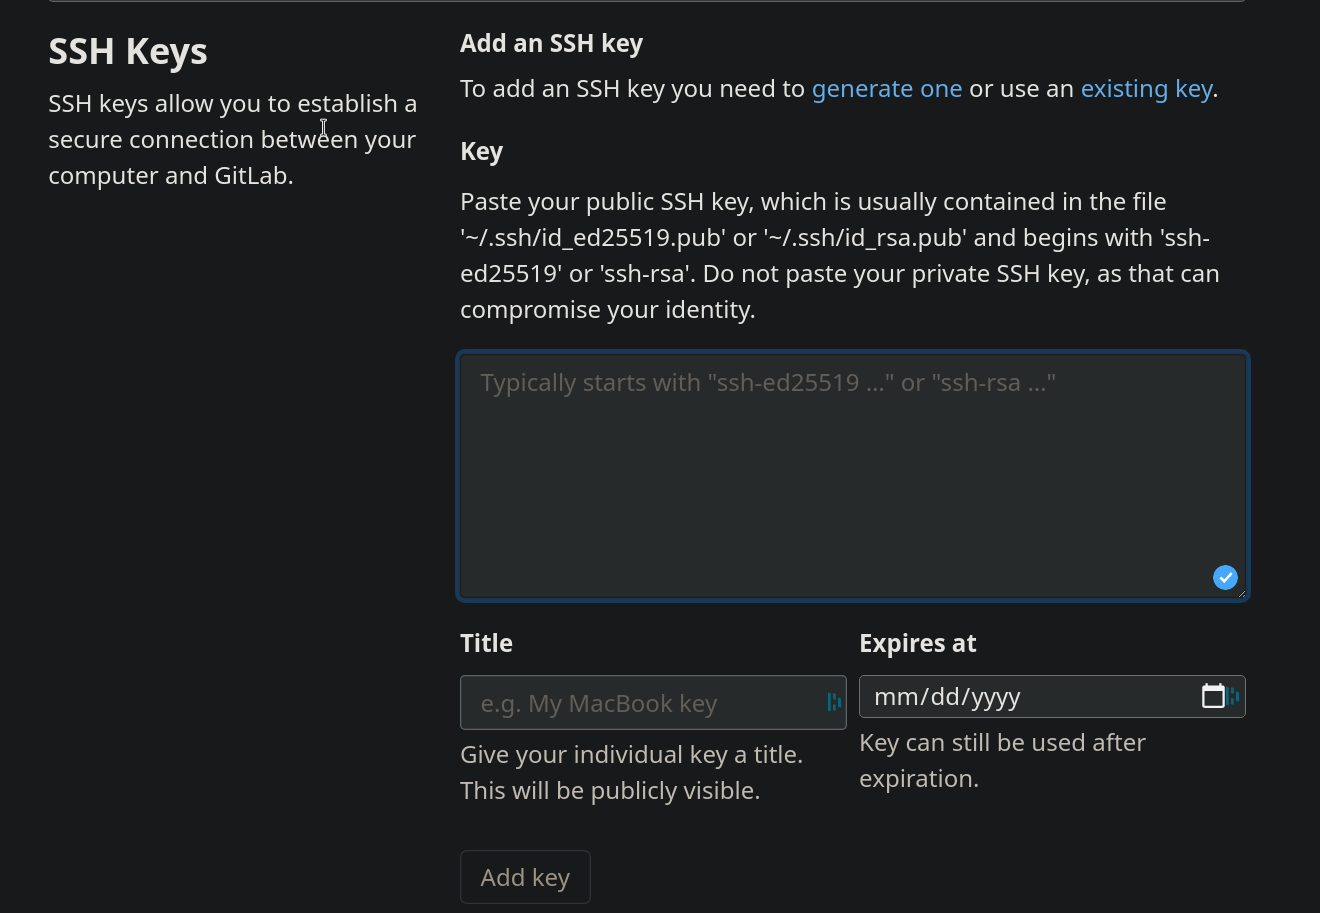 SSH Keys
SSH keys allow you to establish a
secure connection between your
computer and GitLab.
Add an SSH key
To add an SSH key you need to generate one or use an existing key.
Key
Paste your public SSH key, which is usually contained in the file
'~/.ssh/id_ed25519.pub' or '~/.ssh/id_rsa.pub' and begins with 'ssh-
ed25519' or 'ssh-rsa'. Do not paste your private SSH key, as that can
compromise your identity.
Typically starts with "ssh-ed25519 ..." or "ssh-rsa ..."
Title
e.g. My MacBook key
Give your individual key a title.
This will be publicly visible.
Expires at
mm/dd/yyyy
Key can still be used after
expiration.
Add key